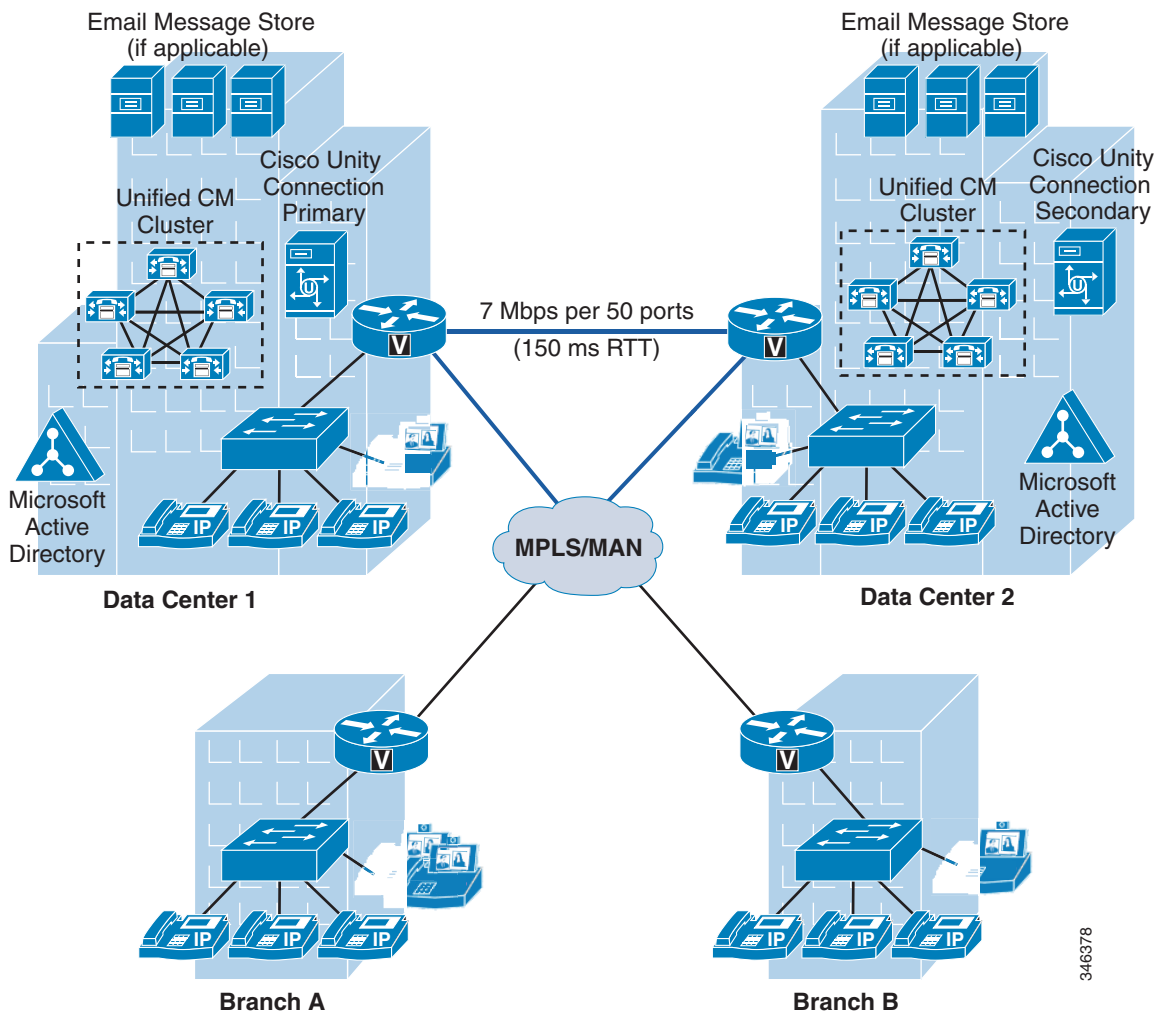 Email Message Store
(if applicable)
Email Message Store
(if applicable)
Cisco Unity
Connection
Primary
Unified CM
Cluster
U
Cisco Unity
Connection
Secondary
Unified CM
Cluster
U
7 Mbps per 50 ports
(150 ms RTT)
V
V
Microsoft
Active
Directory
IP
IP
IP
Microsoft
Active
Directory
IP
IP
IP
MPLS/MAN
Data Center 1
Data Center 2
V
V
IP
IP
IP
IP
IP
IP
Branch A
Branch B
346378